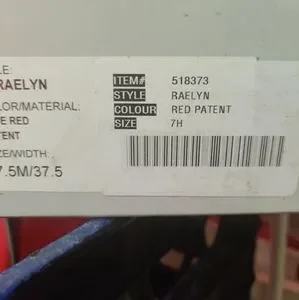 LE:
RAELYN
LOR/MATERIAL:
E RED
TENT
ZE/WIDTH:
7.5M/37.5
ITEM# 518373
STYLE RAELYN
COLOUR RED PATENT
SIZE 7H